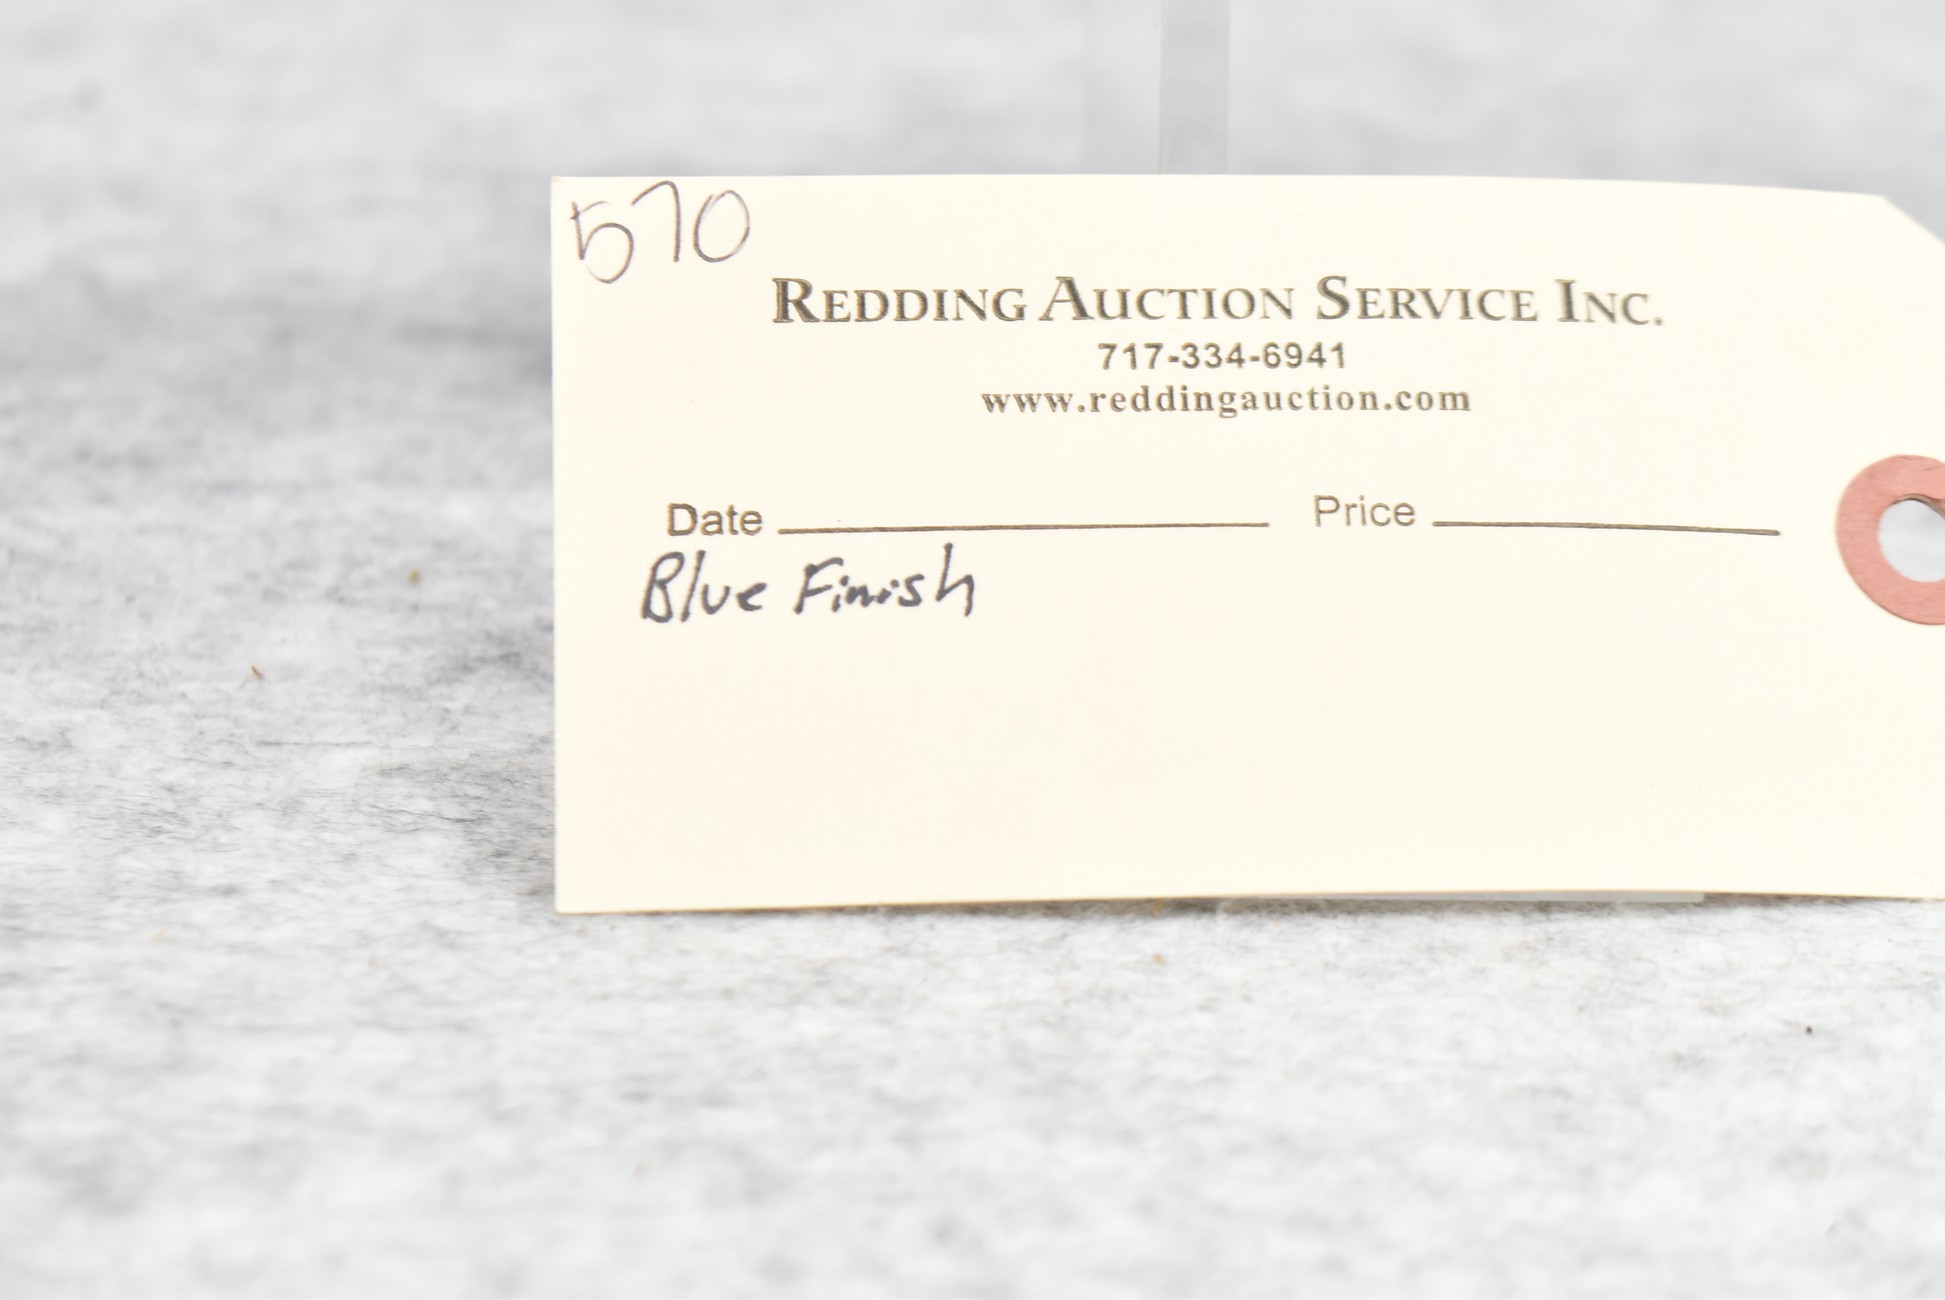 570
REDDING AUCTION SERVICE INC.
717-334-6941
www.reddingauction.com
Date Price
Blue Finish